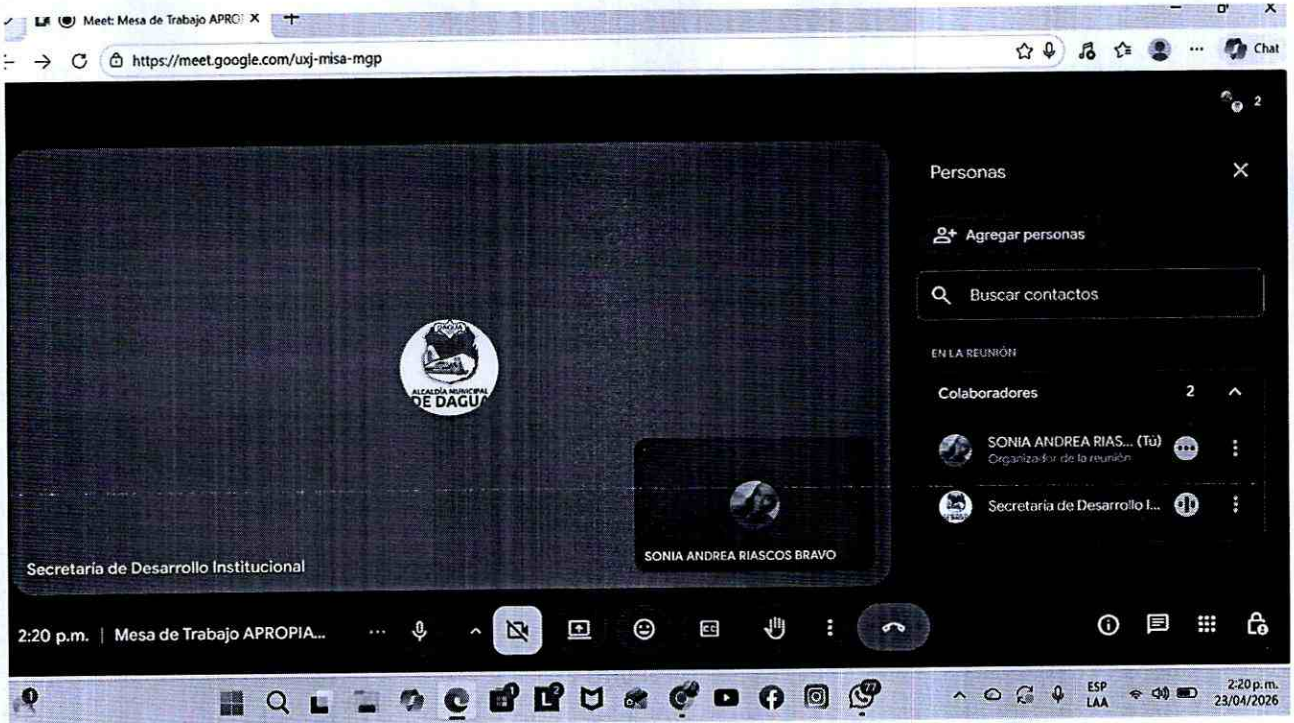 Meet: Mesa de Trabajo APRO
https://meet.google.com/uxj-misa-mgp
Chat
2
Personas
Agregar personas
Buscar contactos
EN LA REUNIÓN
Colaboradores 2
SONIA ANDREA RIAS... (Tú)
Organizador de la reunión
Secretaría de Desarrollo I...
DAGUA
ALCALDÍA MUNICIPAL
DE DAGUA
SONIA ANDREA RIASCOS BRAVO
Secretaría de Desarrollo Institucional
2:20 p.m. | Mesa de Trabajo APROPIA...
CC
ESP
LAA
2:20 p.m.
23/04/2026